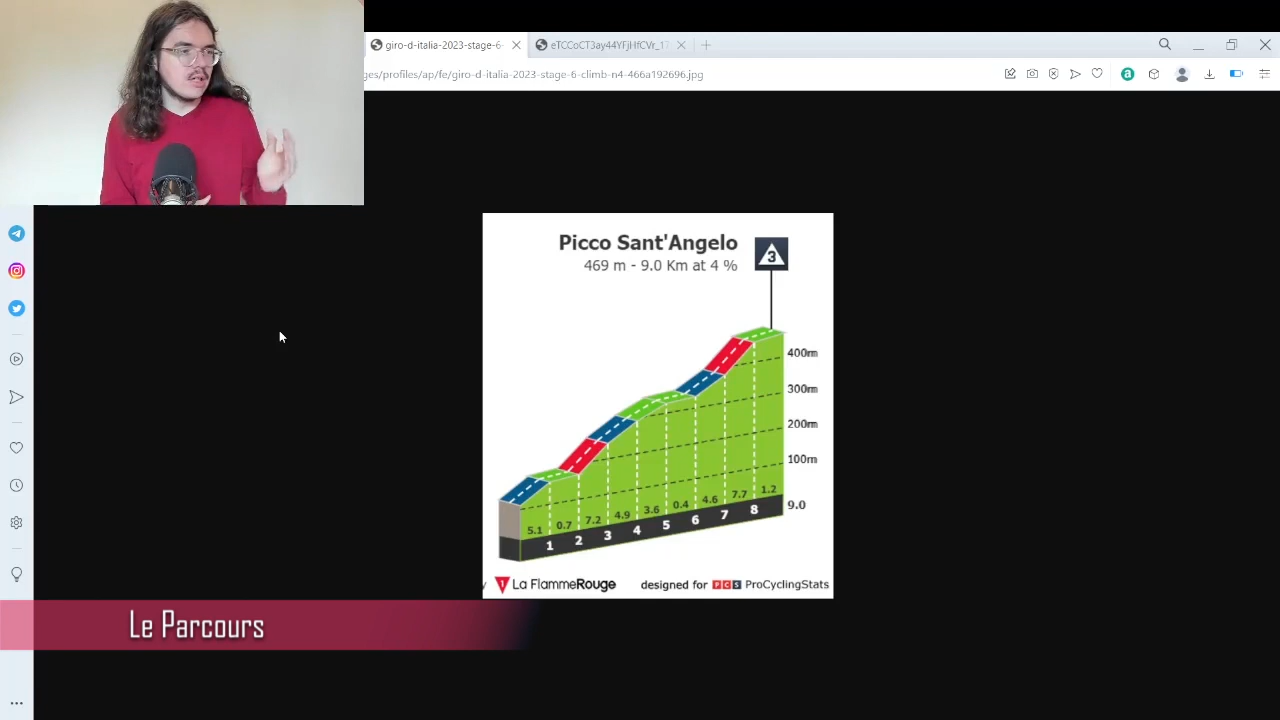 giro-d-italia-2023-stage-6-
eTCCoCT3ay44YFjHfCVr_1
ges/profiles/ap/fe/giro-d-italia-2023-stage-6-climb-n4-466a192696.jpg
Picco Sant'Angelo
469 m - 9.0 Km at 4 %
3
400m
300m
200m
100m
9.0
5.1 0.7 7.2 4.9 3.6 0.4 4.6 7.7 1.2
1 2 3 4 5 6 7 8
y 1 La FlammeRouge designed for PCS ProCyclingStats
Le Parcours